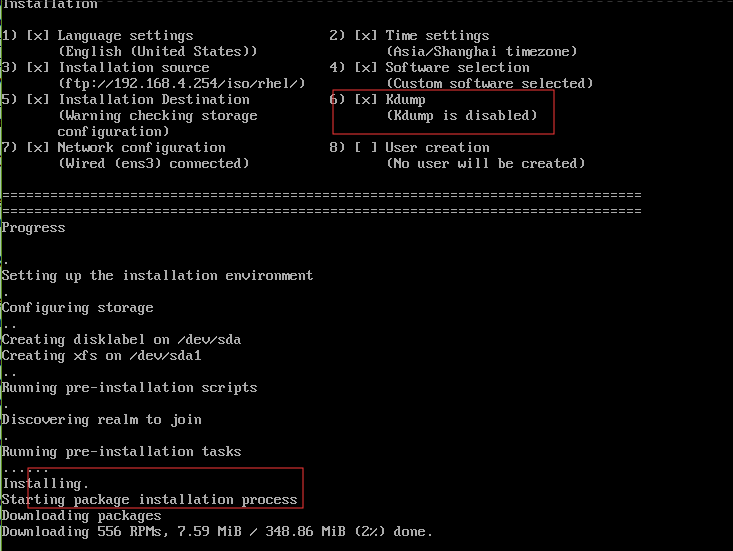 Installation
1) [x] Language settings 2) [x] Time settings
(English (United States)) (Asia/Shanghai timezone)
3) [x] Installation source 4) [x] Software selection
(ftp://192.168.4.254/iso/rhel/) (Custom software selected)
5) [x] Installation Destination 6) [x] Kdump
(Warning checking storage (Kdump is disabled)
configuration)
7) [x] Network configuration 8) [ ] User creation
(Wired (ens3) connected) (No user will be created)
================================================================================
================================================================================
Progress
.
Setting up the installation environment
.
Configuring storage
..
Creating disklabel on /dev/sda
Creating xfs on /dev/sda1
..
Running pre-installation scripts
.
Discovering realm to join
.
Running pre-installation tasks
......
Installing.
Starting package installation process
Downloading packages
Downloading 556 RPMs, 7.59 MiB / 348.86 MiB (2%) done.